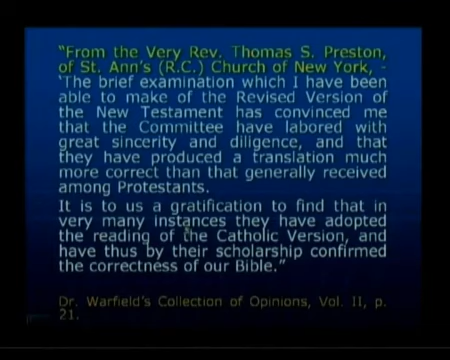 "From the Very Rev. Thomas S. Preston,
of St. Ann's (R.C.) Church of New York, -
'The brief examination which I have been
able to make of the Revised Version of
the New Testament has convinced me
that the Committee have labored with
great sincerity and diligence, and that
they have produced a translation much
more correct than that generally received
among Protestants.
It is to us a gratification to find that in
very many instances they have adopted
the reading of the Catholic Version, and
have thus by their scholarship confirmed
the correctness of our Bible."
Dr. Warfield's Collection of Opinions, Vol. II, p.
21.